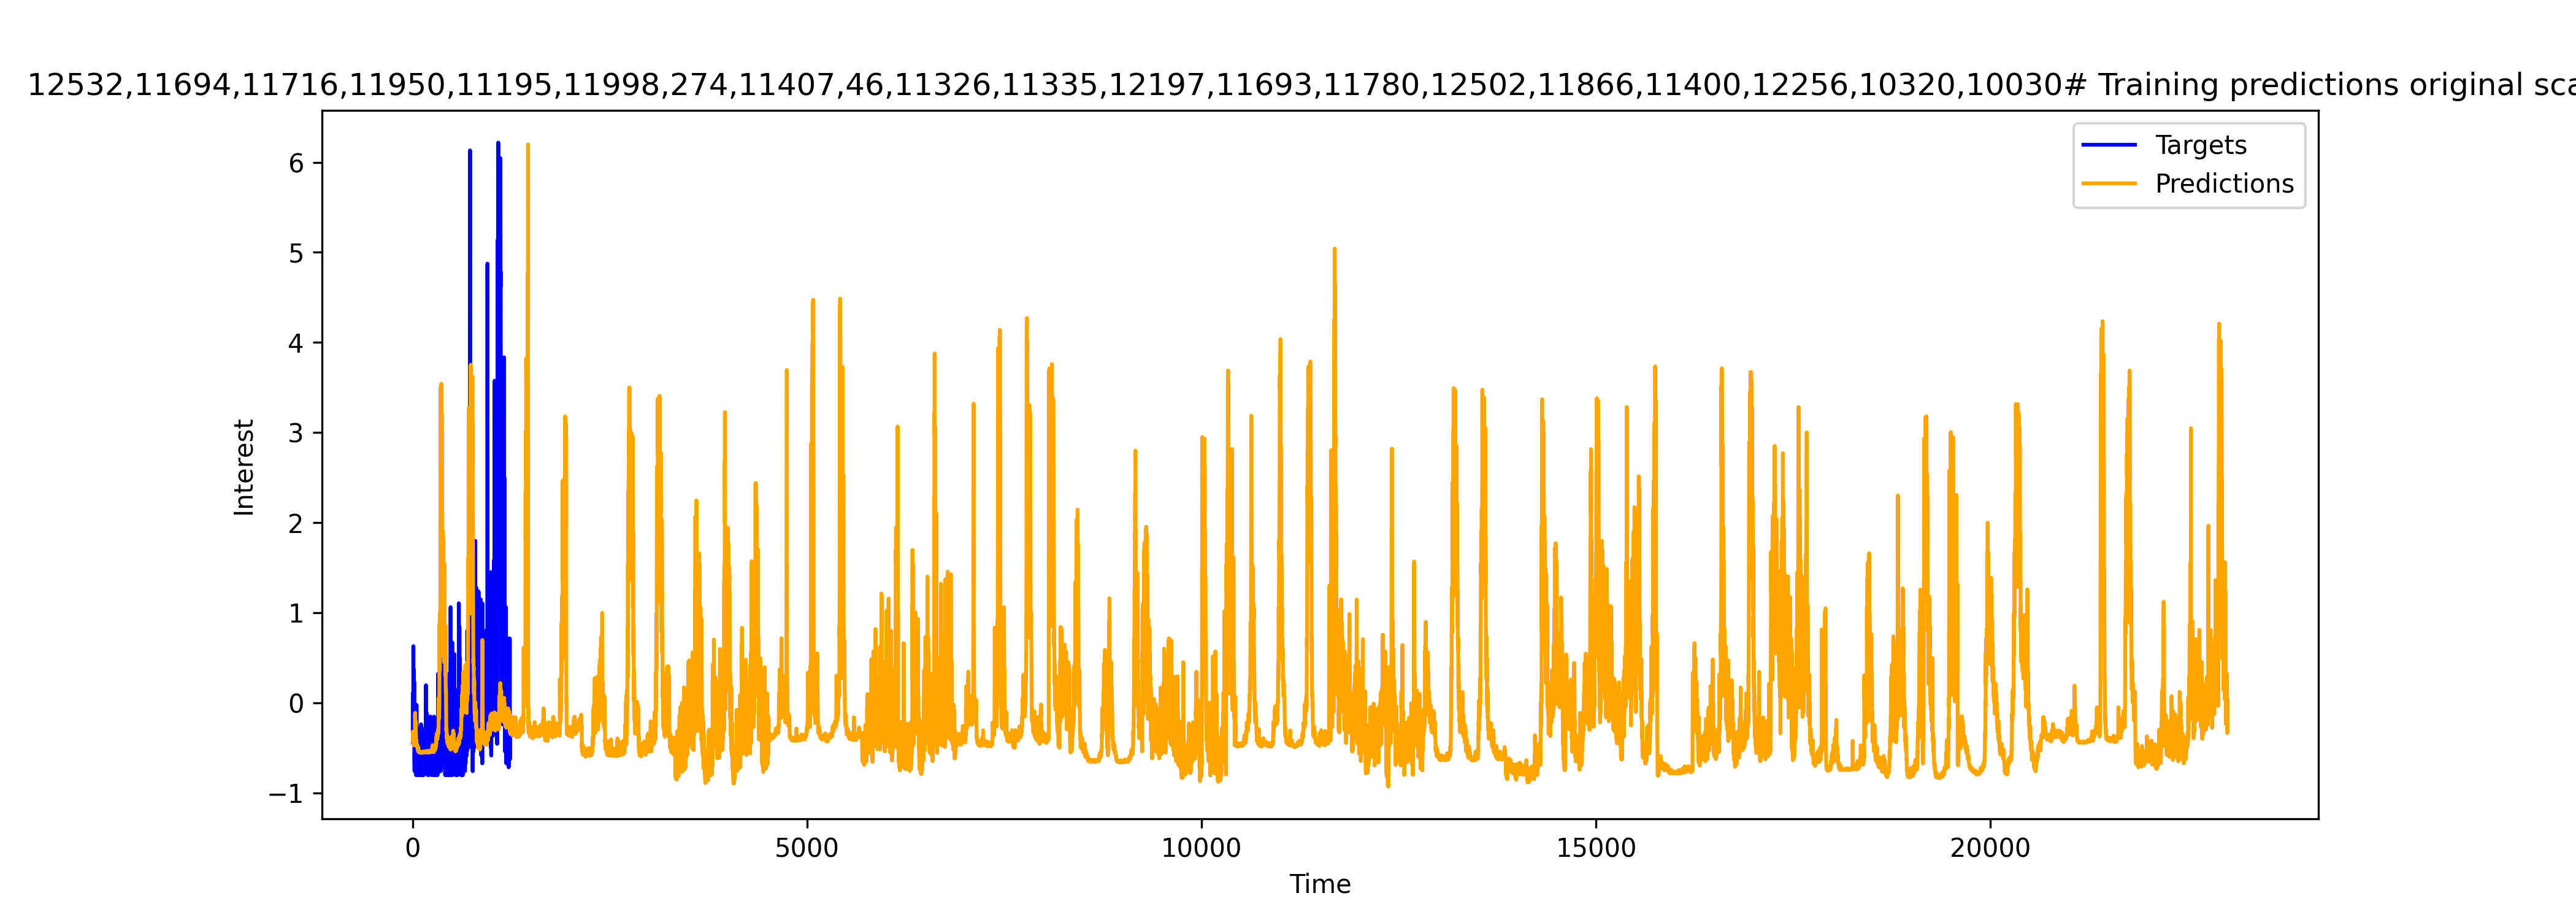 12532,11694,11716,11950,11195,11998,274,11407,46,11326,11335,12197,11693,11780,12502,11866,11400,12256,10320,10030# Training predictions original sca
Targets
Predictions
6
5
4
3
2
1
0
−1
Interest
0
5000
10000
15000
20000
Time